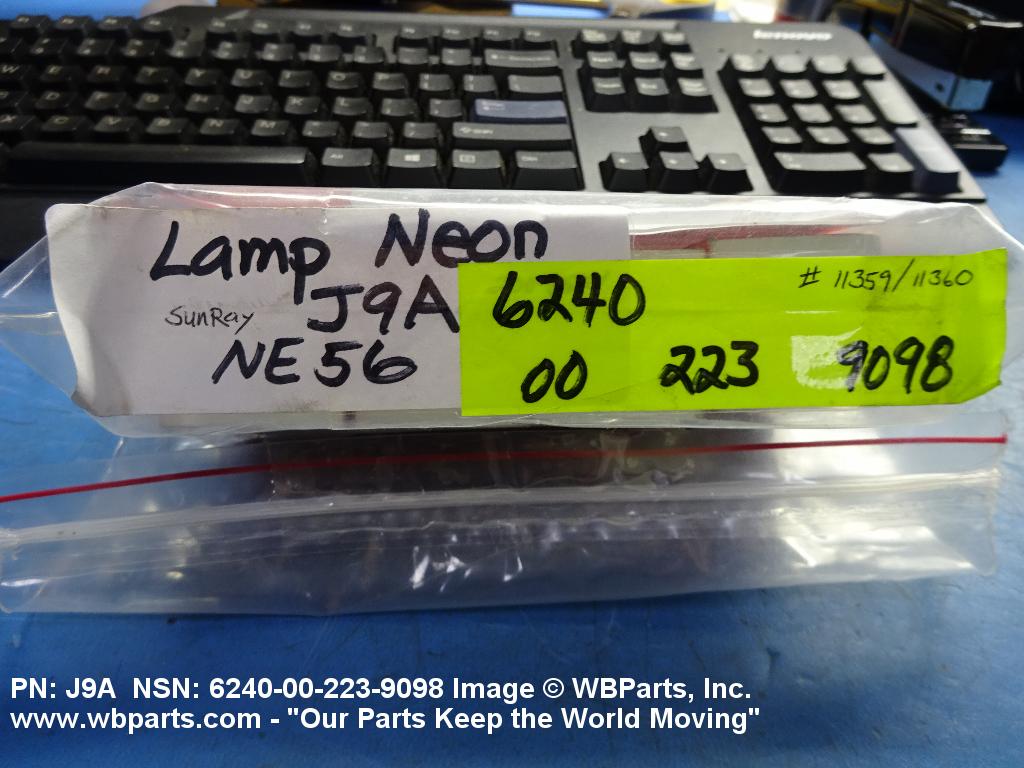 lenovo
Lamp Neon
SunRay J9A
NE56
# 11359/11360
6240
00 223 9098
PN: J9A NSN: 6240-00-223-9098 Image © WBParts, Inc.
www.wbparts.com - "Our Parts Keep the World Moving"